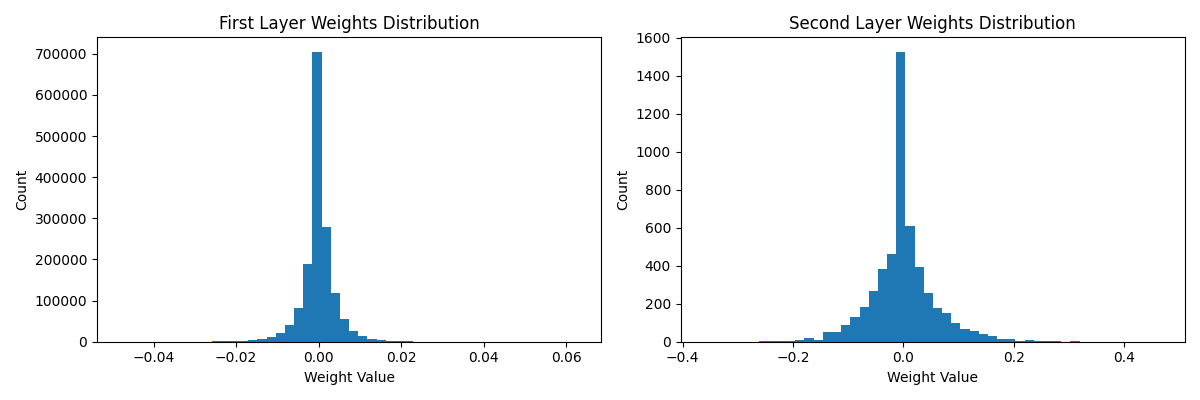 First Layer Weights Distribution
700000
600000
500000
400000
300000
200000
100000
0
Count
−0.04 −0.02 0.00 0.02 0.04 0.06
Weight Value
Second Layer Weights Distribution
1600
1400
1200
1000
800
600
400
200
0
Count
−0.4 −0.2 0.0 0.2 0.4
Weight Value